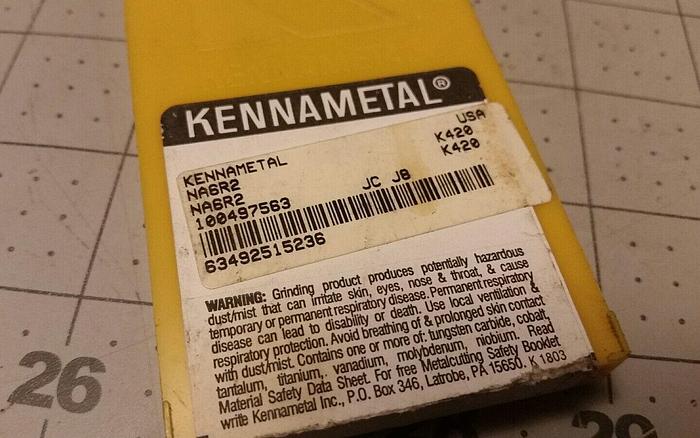 KENNAMETAL®
USA
KENNAMETAL K420
NA6R2 K420
NA6R2
100497563 JC JB
63492515236
WARNING: Grinding product produces potentially hazardous
dust/mist that can irritate skin, eyes, nose & throat, & cause
temporary or permanent respiratory disease. Permanent respiratory
disease can lead to disability or death. Use local ventilation &
respiratory protection. Avoid breathing of & prolonged skin contact
with dust/mist. Contains one or more of: tungsten carbide, cobalt,
tantalum, titanium, vanadium, molybdenum, niobium. Read
Material Safety Data Sheet. For free Metalcutting Safety Booklet
write Kennametal Inc., P.O. Box 346, Latrobe, PA 15650. K 1803
26